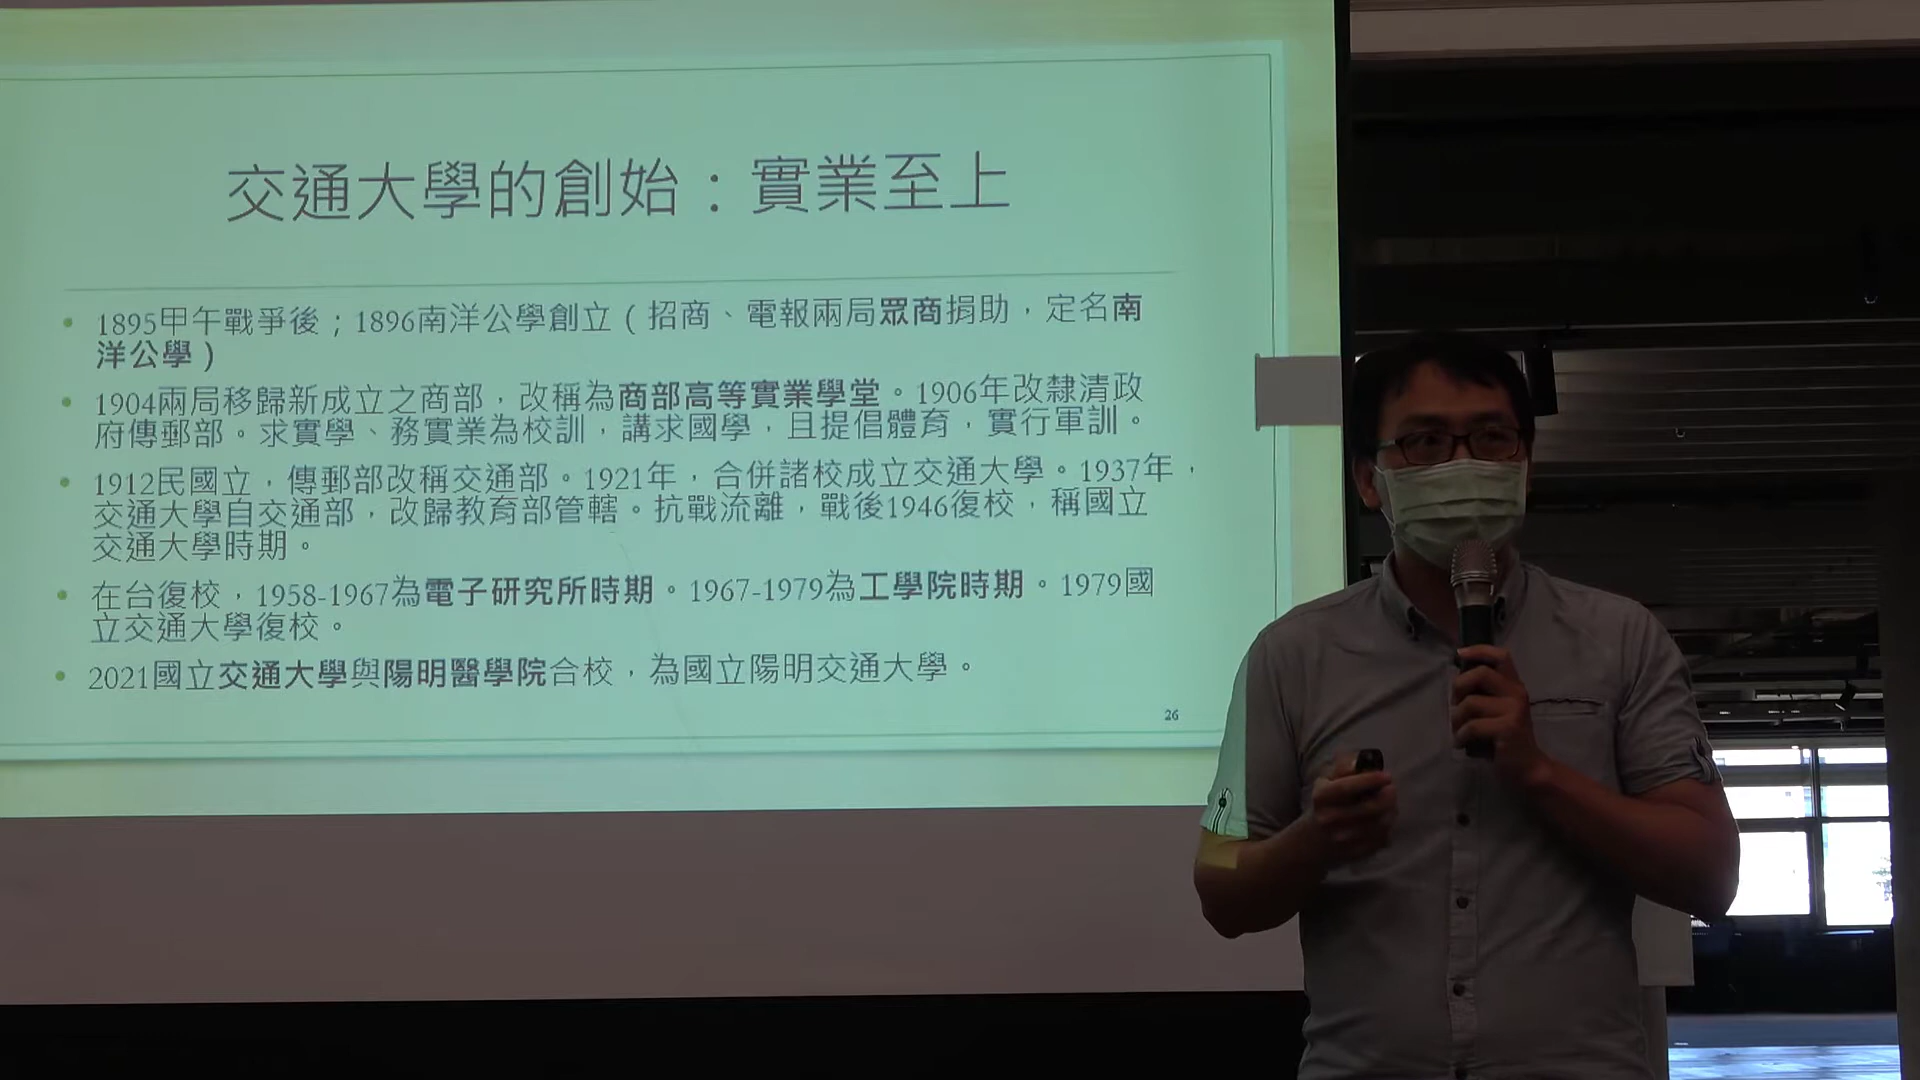 交通大學的創始：實業至上
• 1895甲午戰爭後；1896南洋公學創立（招商、電報兩局眾商捐助，定名南
洋公學）
• 1904兩局移歸新成立之商部，改稱為商部高等實業學堂。1906年改隸清政
府傳郵部。求實學、務實業為校訓，講求國學，且提倡體育，實行軍訓。
• 1912民國立，傳郵部改稱交通部。1921年，合併諸校成立交通大學。1937年，
交通大學自交通部，改歸教育部管轄。抗戰流離，戰後1946復校，稱國立
交通大學時期。
• 在台復校，1958-1967為電子研究所時期。1967-1979為工學院時期。1979國
立交通大學復校。
• 2021國立交通大學與陽明醫學院合校，為國立陽明交通大學。
26